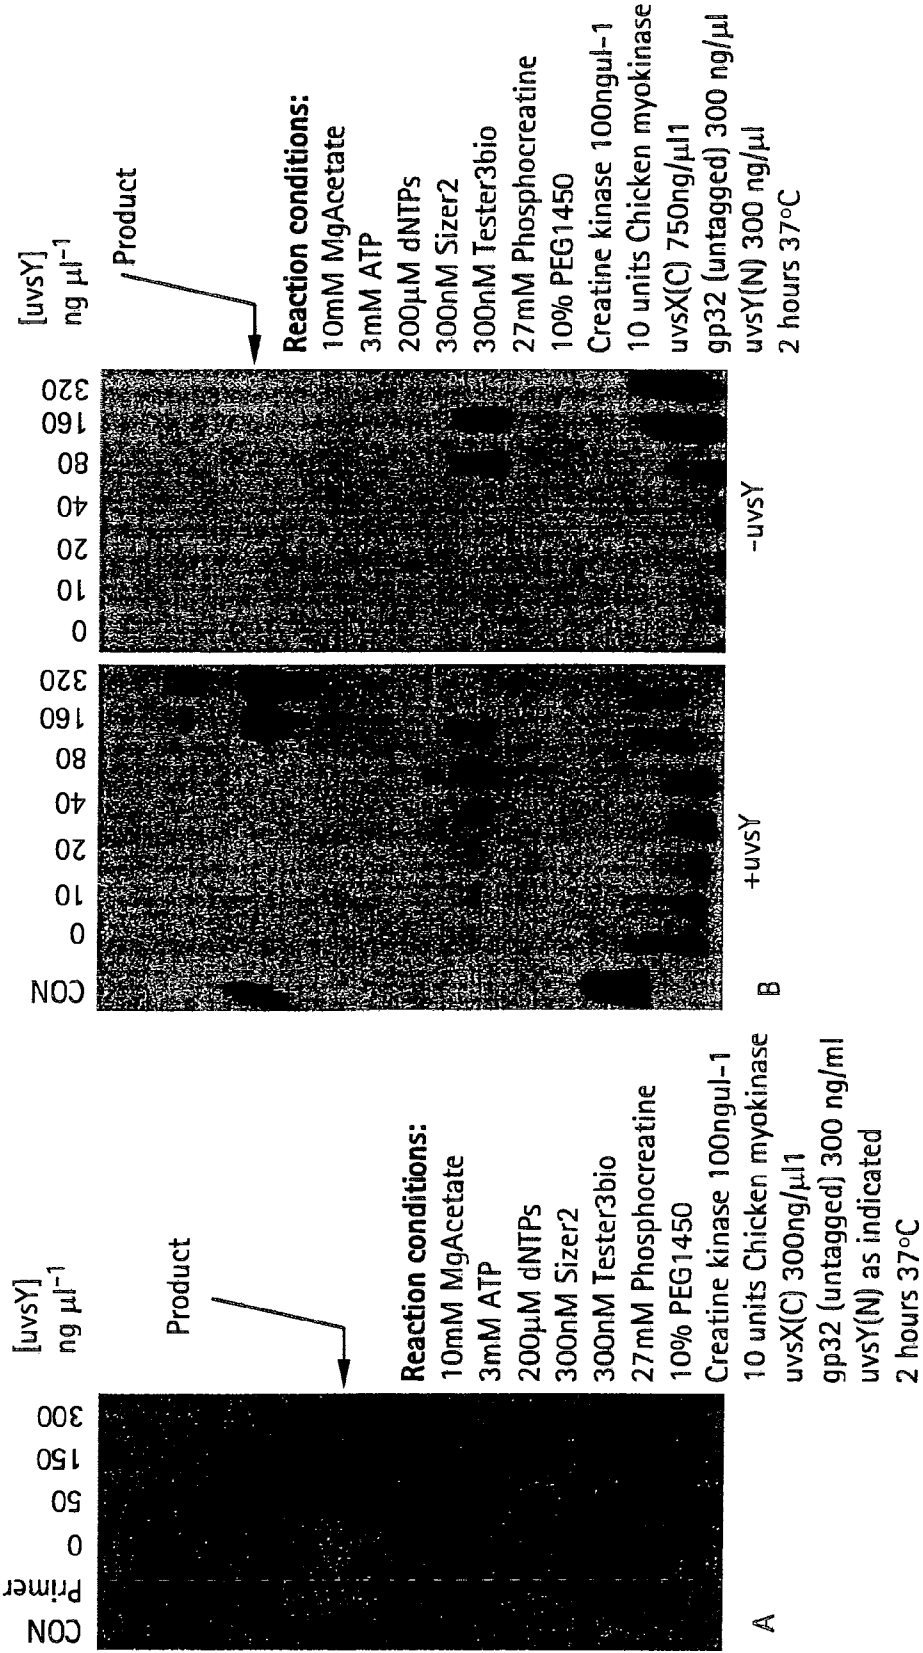 [uvsY]
ng µl⁻¹
CON
Primer
0
50
150
300
Product
Reaction conditions:
10mM MgAcetate
3mM ATP
200µM dNTPs
300nM Sizer2
300nM Tester3bio
27mM Phosphocreatine
10% PEG1450
Creatine kinase 100ngul-1
10 units Chicken myokinase
uvsX(C) 300ng/µl1
gp32 (untagged) 300 ng/ml
uvsY(N) as indicated
2 hours 37ºC
A
[uvsY]
ng µl⁻¹
CON
0
10
20
40
80
160
320
0
10
20
40
80
160
320
Product
Reaction conditions:
10mM MgAcetate
3mM ATP
200µM dNTPs
300nM Sizer2
300nM Tester3bio
27mM Phosphocreatine
10% PEG1450
Creatine kinase 100ngul-1
10 units Chicken myokinase
uvsX(C) 750ng/µl1
gp32 (untagged) 300 ng/µl
uvsY(N) 300 ng/µl
2 hours 37ºC
+uvsY
-uvsY
B